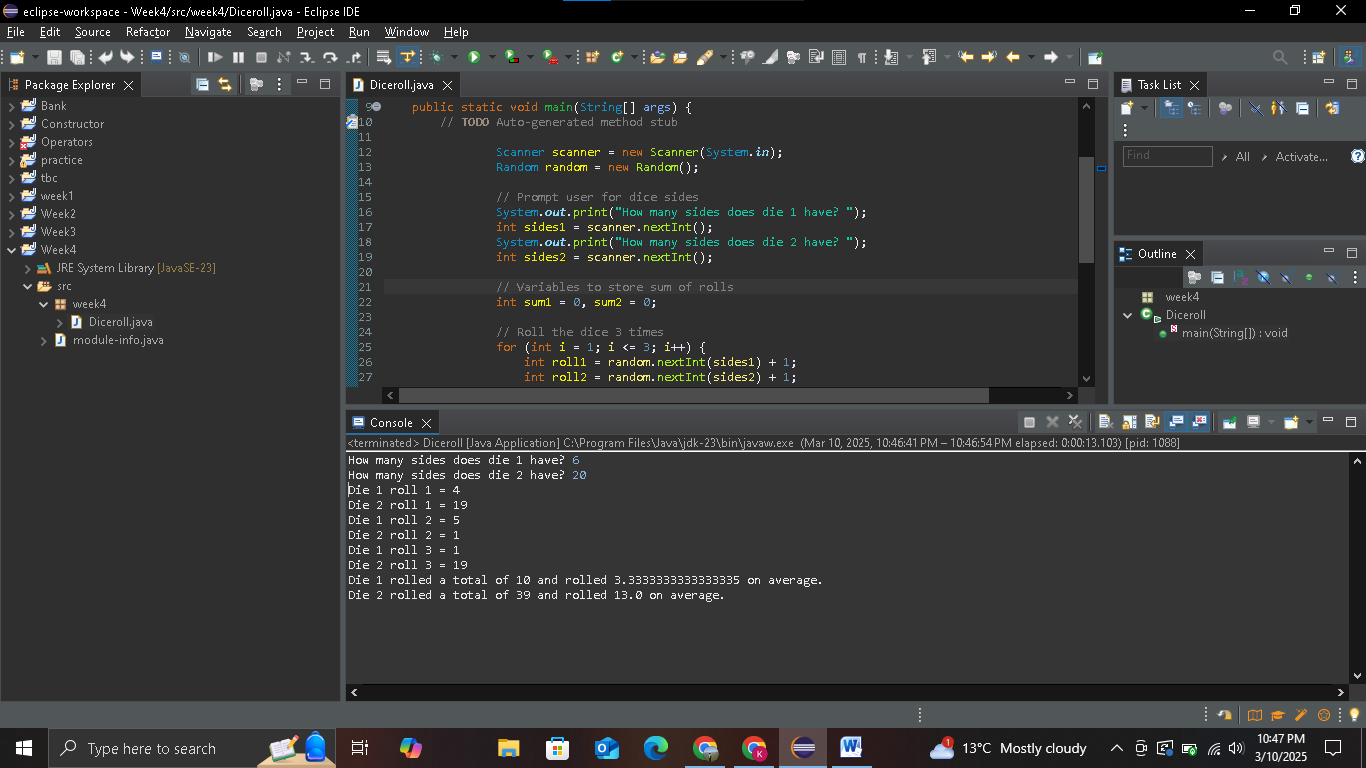 eclipse-workspace - Week4/src/week4/Diceroll.java - Eclipse IDE
File Edit Source Refactor Navigate Search Project Run Window Help
Package Explorer
Bank
Constructor
Operators
practice
tbc
week1
Week2
Week3
Week4
JRE System Library [JavaSE-23]
src
week4
Diceroll.java
module-info.java
Diceroll.java
9 public static void main(String[] args) {
10 // TODO Auto-generated method stub
11
12 Scanner scanner = new Scanner(System.in);
13 Random random = new Random();
14
15 // Prompt user for dice sides
16 System.out.print("How many sides does die 1 have? ");
17 int sides1 = scanner.nextInt();
18 System.out.print("How many sides does die 2 have? ");
19 int sides2 = scanner.nextInt();
20
21 // Variables to store sum of rolls
22 int sum1 = 0, sum2 = 0;
23
24 // Roll the dice 3 times
25 for (int i = 1; i <= 3; i++) {
26 int roll1 = random.nextInt(sides1) + 1;
27 int roll2 = random.nextInt(sides2) + 1;
Task List
Find All Activate...
Outline
week4
Diceroll
main(String[]) : void
Console
<terminated> Diceroll [Java Application] C:\Program Files\Java\jdk-23\bin\javaw.exe (Mar 10, 2025, 10:46:41 PM – 10:46:54 PM elapsed: 0:00:13.103) [pid: 1088]
How many sides does die 1 have? 6
How many sides does die 2 have? 20
Die 1 roll 1 = 4
Die 2 roll 1 = 19
Die 1 roll 2 = 5
Die 2 roll 2 = 1
Die 1 roll 3 = 1
Die 2 roll 3 = 19
Die 1 rolled a total of 10 and rolled 3.3333333333333335 on average.
Die 2 rolled a total of 39 and rolled 13.0 on average.
Type here to search
13°C Mostly cloudy
10:47 PM
3/10/2025